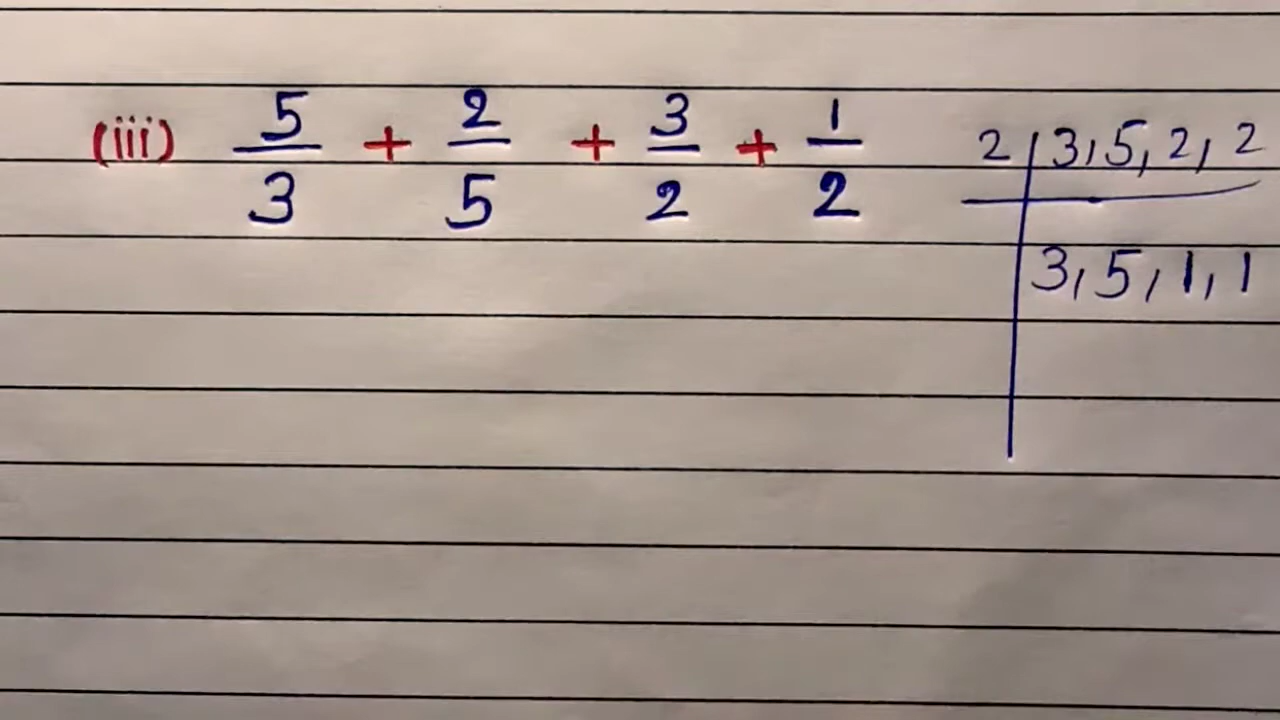 (iii) 5/3 + 2/5 + 3/2 + 1/2
2 | 3, 5, 2, 2
3, 5, 1, 1